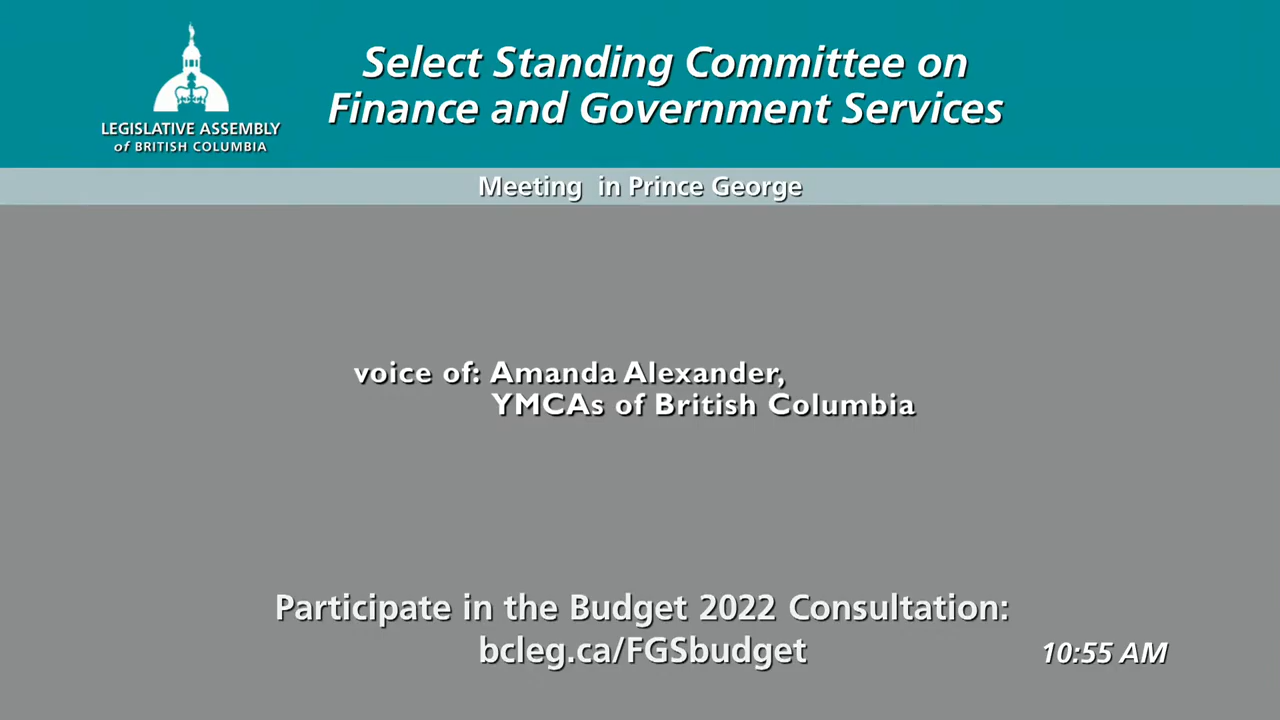 LEGISLATIVE ASSEMBLY
of BRITISH COLUMBIA
Select Standing Committee on
Finance and Government Services
Meeting in Prince George
voice of: Amanda Alexander,
YMCAs of British Columbia
Participate in the Budget 2022 Consultation:
bcleg.ca/FGSbudget
10:55 AM